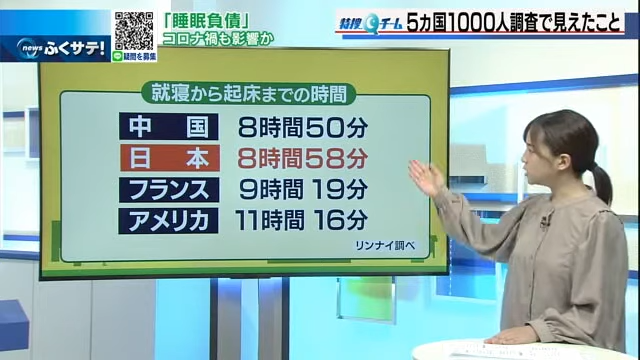 news ふくサテ!
疑問を募集
「睡眠負債」
コロナ禍も影響か
特捜 チーム 5カ国1000人調査で見えたこと
就寝から起床までの時間
中国 8時間50分
日本 8時間58分
フランス 9時間19分
アメリカ 11時間16分
リンナイ調べ